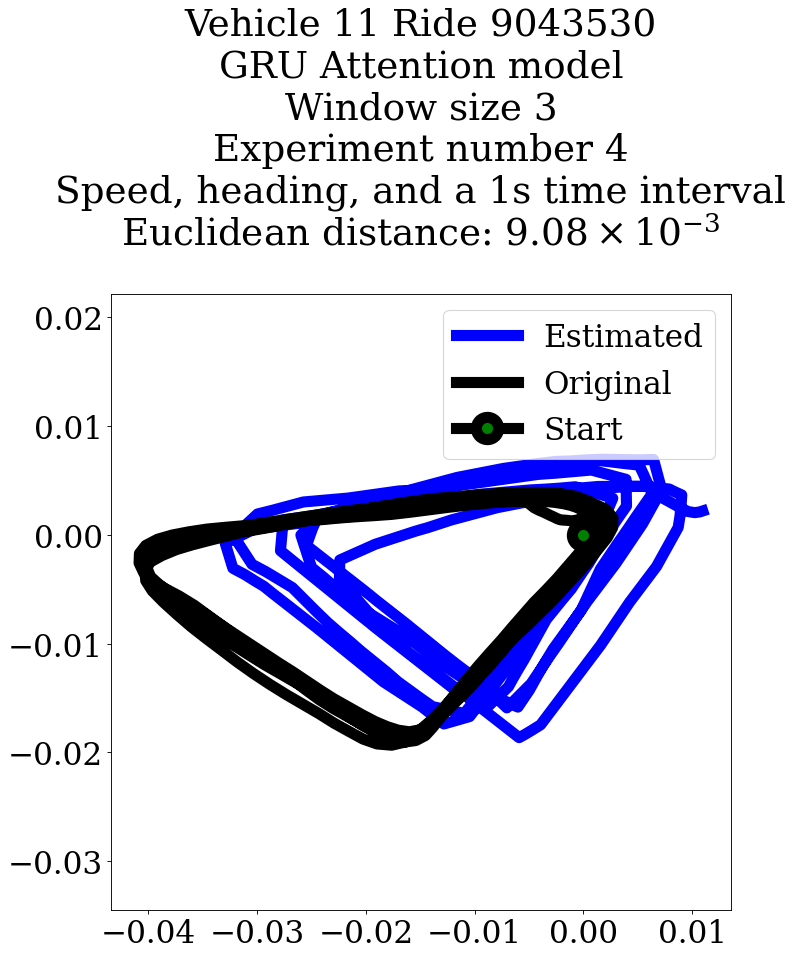 Vehicle 11 Ride 9043530
GRU Attention model
Window size 3
Experiment number 4
Speed, heading, and a 1s time interval
Euclidean distance: 9.08 × 10⁻³
Estimated
Original
Start
0.02
0.01
0.00
−0.01
−0.02
−0.03
−0.04 −0.03 −0.02 −0.01 0.00 0.01